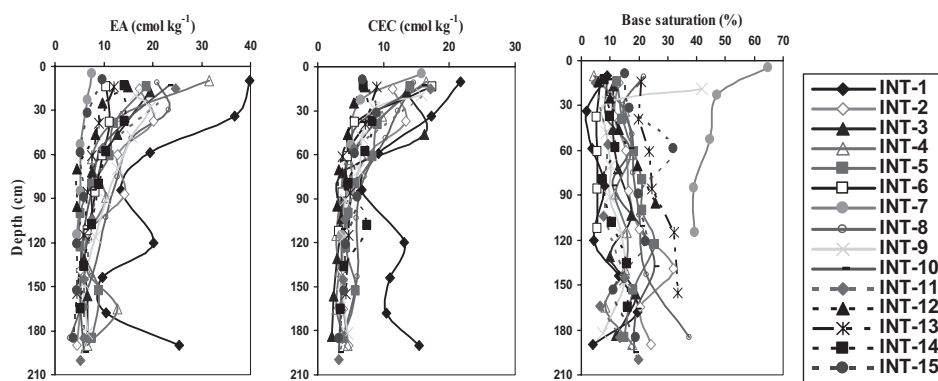 EA (cmol kg⁻¹)
0 10 20 30 40
CEC (cmol kg⁻¹)
0 10 20 30
Base saturation (%)
0 10 20 30 40 50 60 70
Depth (cm)
0
30
60
90
120
150
180
210
0
30
60
90
120
150
180
210
0
30
60
90
120
150
180
210
INT-1
INT-2
INT-3
INT-4
INT-5
INT-6
INT-7
INT-8
INT-9
INT-10
INT-11
INT-12
INT-13
INT-14
INT-15